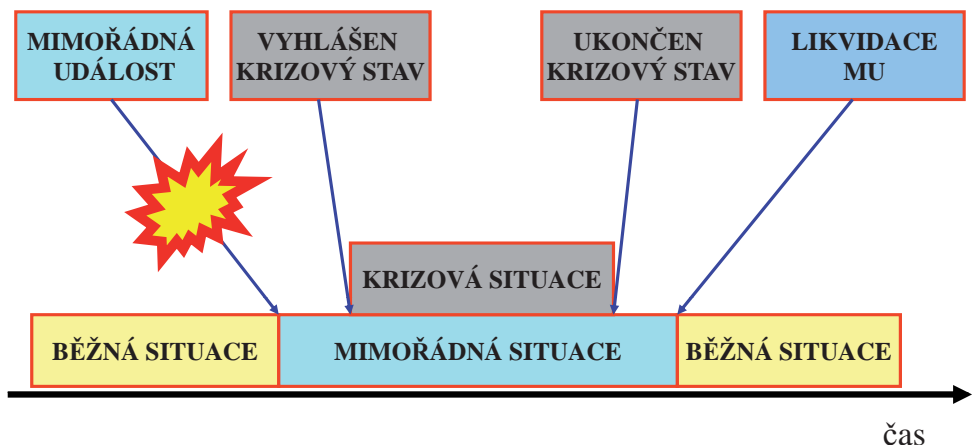 MIMOŘÁDNÁ
UDÁLOST
VYHLÁŠEN
KRIZOVÝ STAV
UKONČEN
KRIZOVÝ STAV
LIKVIDACE
MU
KRIZOVÁ SITUACE
BĚŽNÁ SITUACE
MIMOŘÁDNÁ SITUACE
BĚŽNÁ SITUACE
čas